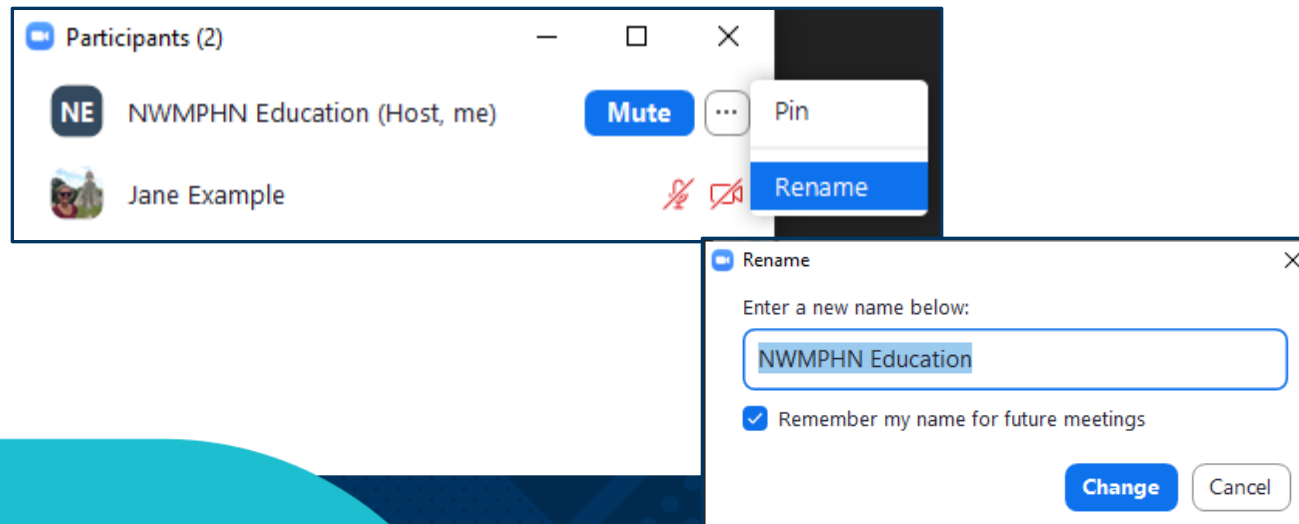 Participants (2)
NE NWMPHN Education (Host, me) Mute ... Pin
Jane Example Rename
Rename
Enter a new name below:
NWMPHN Education
Remember my name for future meetings
Change Cancel